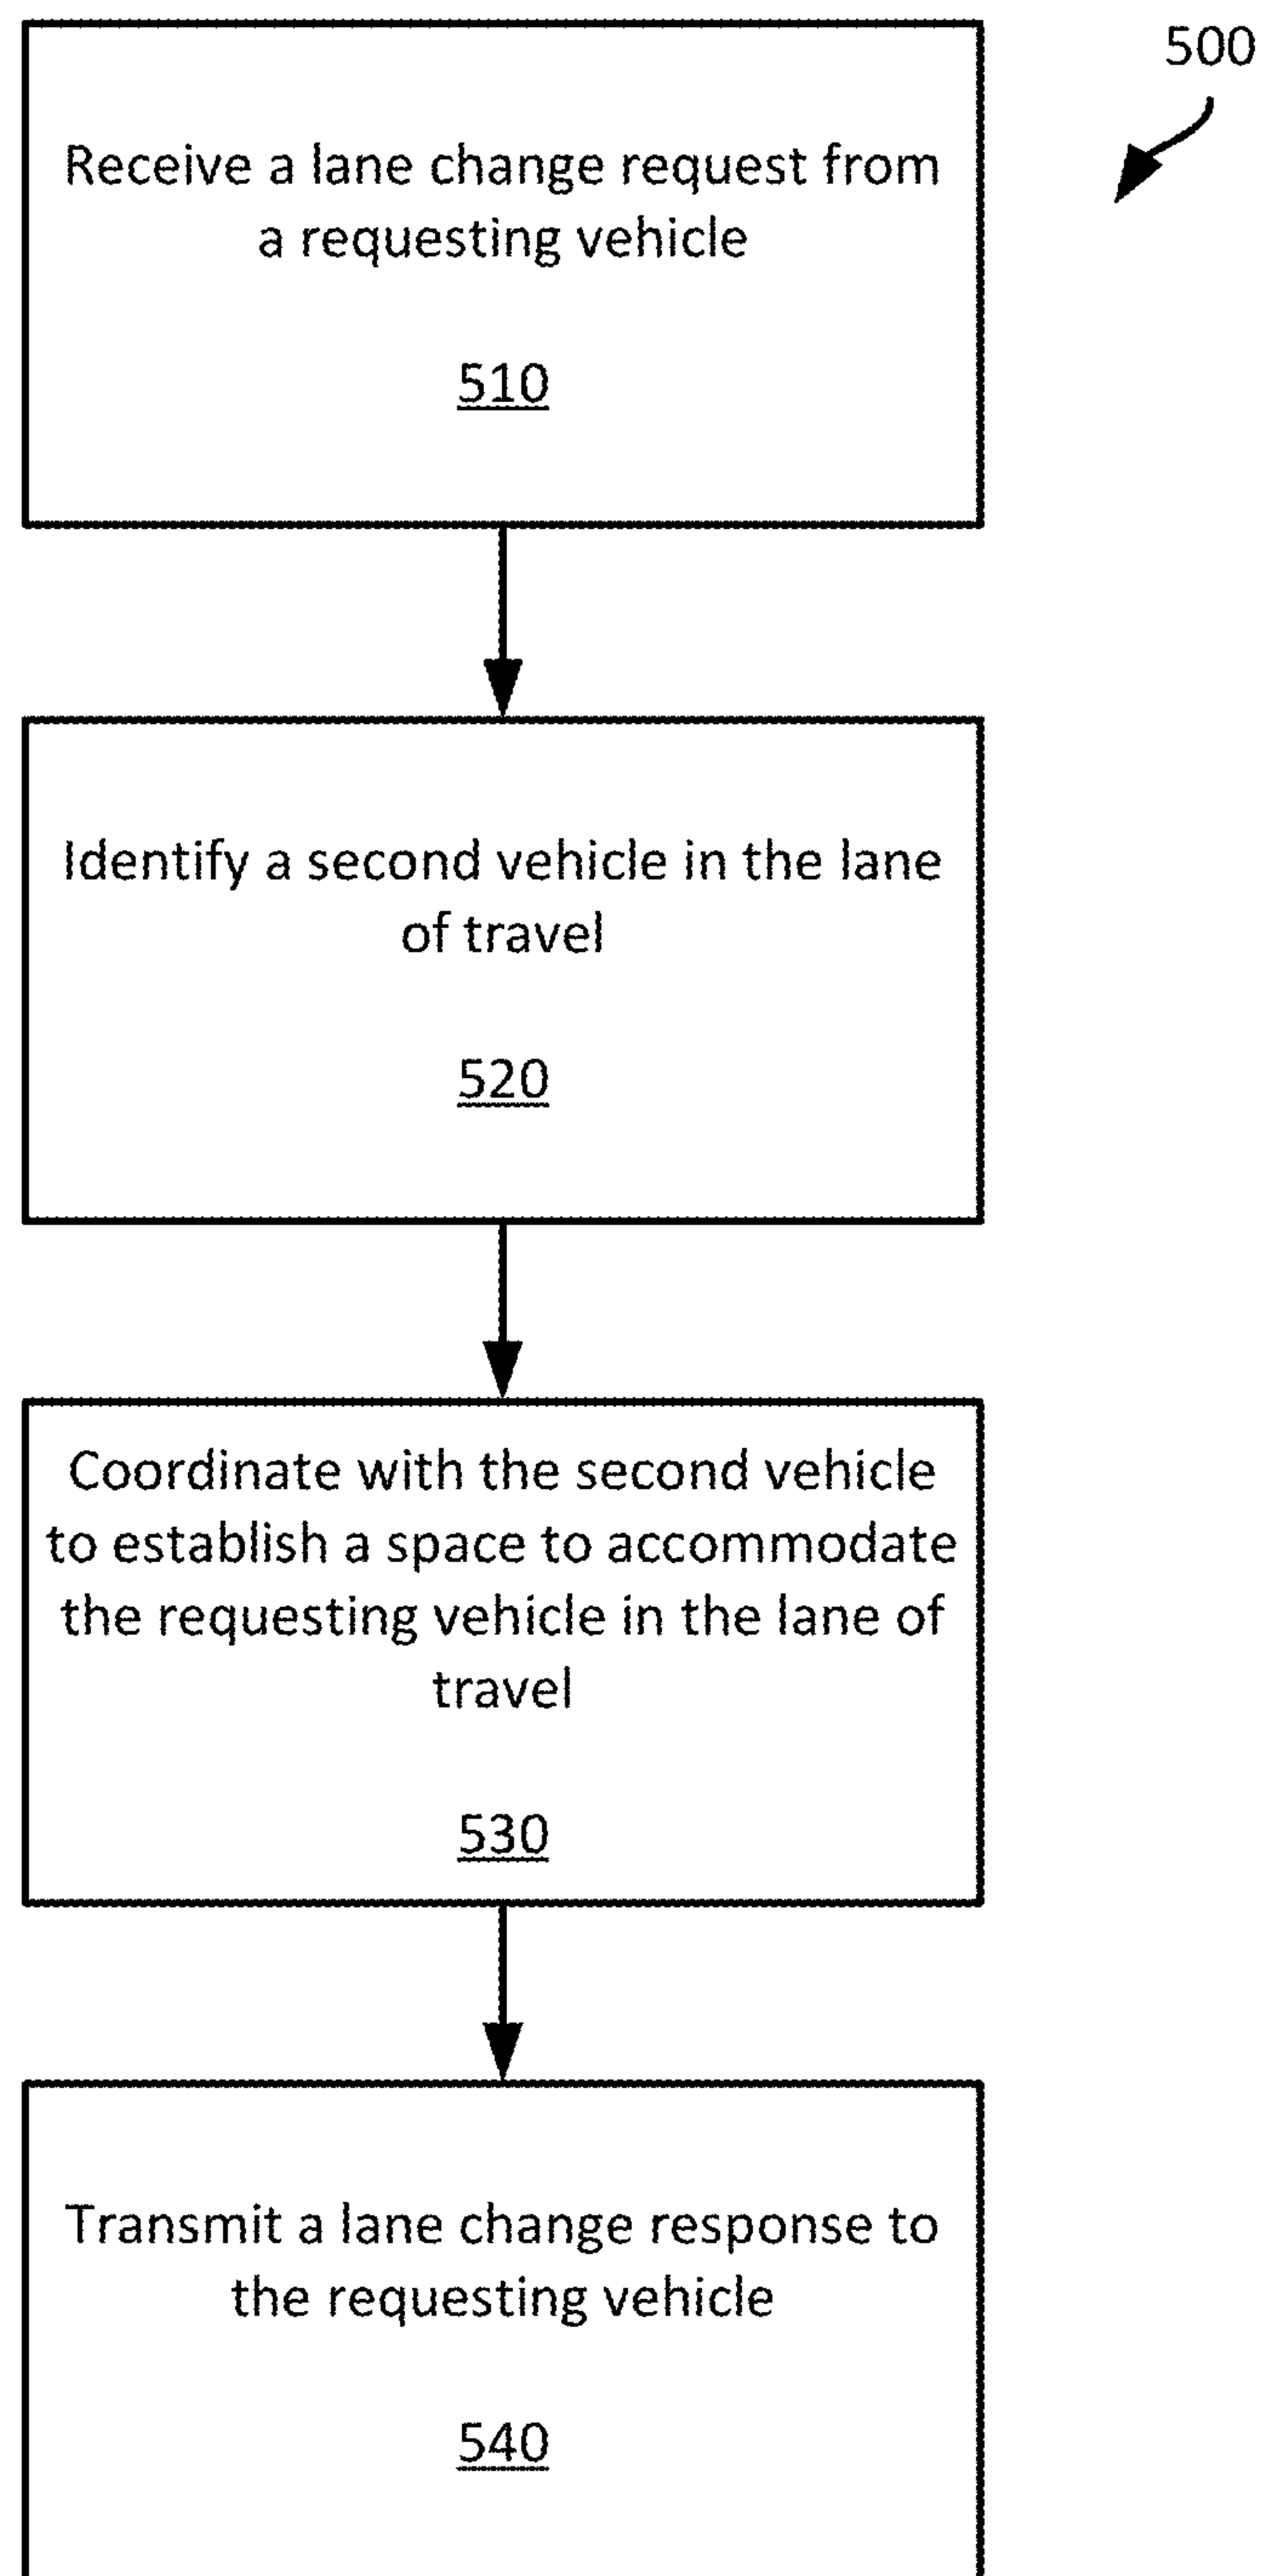 500
Receive a lane change request from
a requesting vehicle
510
Identify a second vehicle in the lane
of travel
520
Coordinate with the second vehicle
to establish a space to accommodate
the requesting vehicle in the lane of
travel
530
Transmit a lane change response to
the requesting vehicle
540